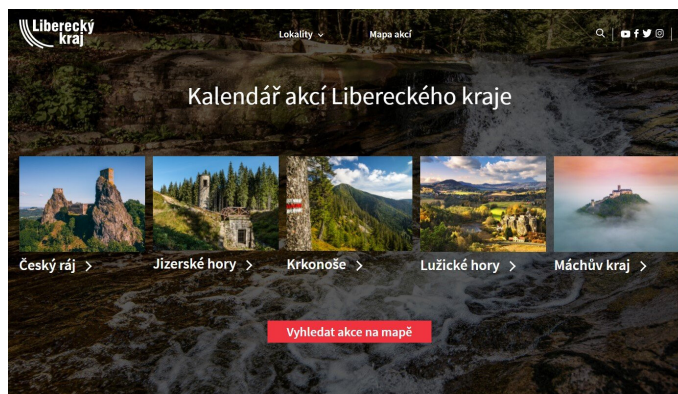 Liberecký
kraj
Lokality
Mapa akcí
Kalendář akcí Libereckého kraje
Český ráj
Jizerské hory
Krkonoše
Lužické hory
Máchův kraj
Vyhledat akce na mapě